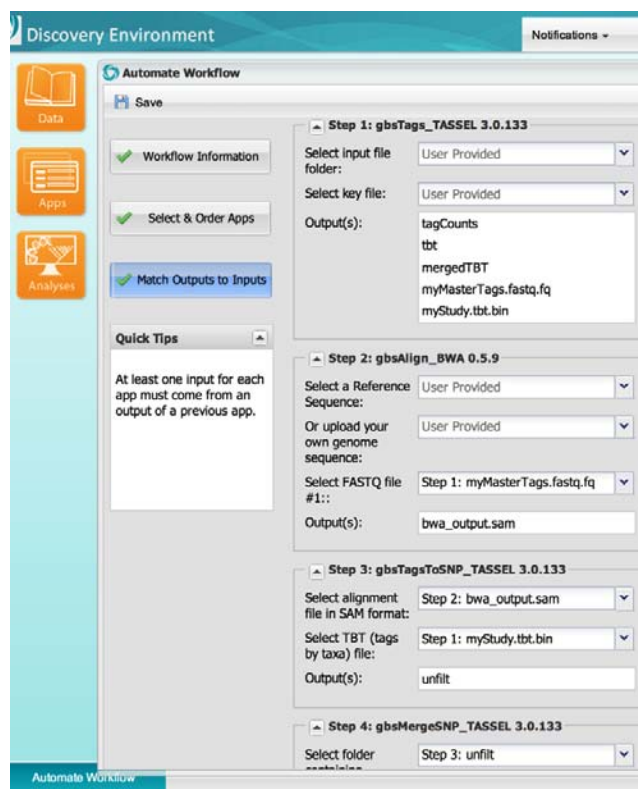 Discovery Environment
Notifications
Data
Apps
Analyses
Automate Workflow
Save
Workflow Information
Select & Order Apps
Match Outputs to Inputs
Quick Tips
At least one input for each
app must come from an
output of a previous app.
Step 1: gbsTags_TASSEL 3.0.133
Select input file
folder:
User Provided
Select key file:
User Provided
Output(s):
tagCounts
tbt
mergedTBT
myMasterTags.fastq.fq
myStudy.tbt.bin
Step 2: gbsAlign_BWA 0.5.9
Select a Reference
Sequence:
User Provided
Or upload your
own genome
sequence:
User Provided
Select FASTQ file
#1::
Step 1: myMasterTags.fastq.fq
Output(s):
bwa_output.sam
Step 3: gbsTagsToSNP_TASSEL 3.0.133
Select alignment
file in SAM format:
Step 2: bwa_output.sam
Select TBT (tags
by taxa) file:
Step 1: myStudy.tbt.bin
Output(s):
unfilt
Step 4: gbsMergeSNP_TASSEL 3.0.133
Select folder
containing
Step 3: unfilt
Automate Workflow